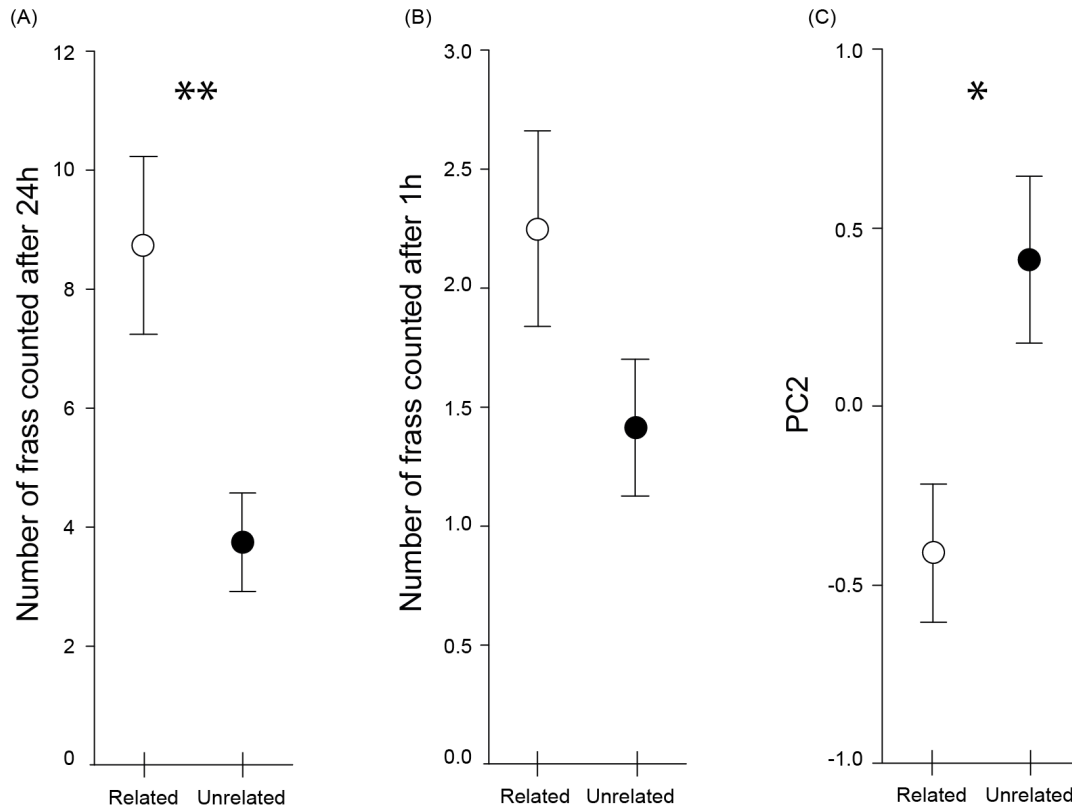 (A)
Number of frass counted after 24h
12
10
8
6
4
2
0
**
Related
Unrelated
(B)
Number of frass counted after 1h
3.0
2.5
2.0
1.5
1.0
0.5
0.0
Related
Unrelated
(C)
PC2
1.0
0.5
0.0
-0.5
-1.0
*
Related
Unrelated